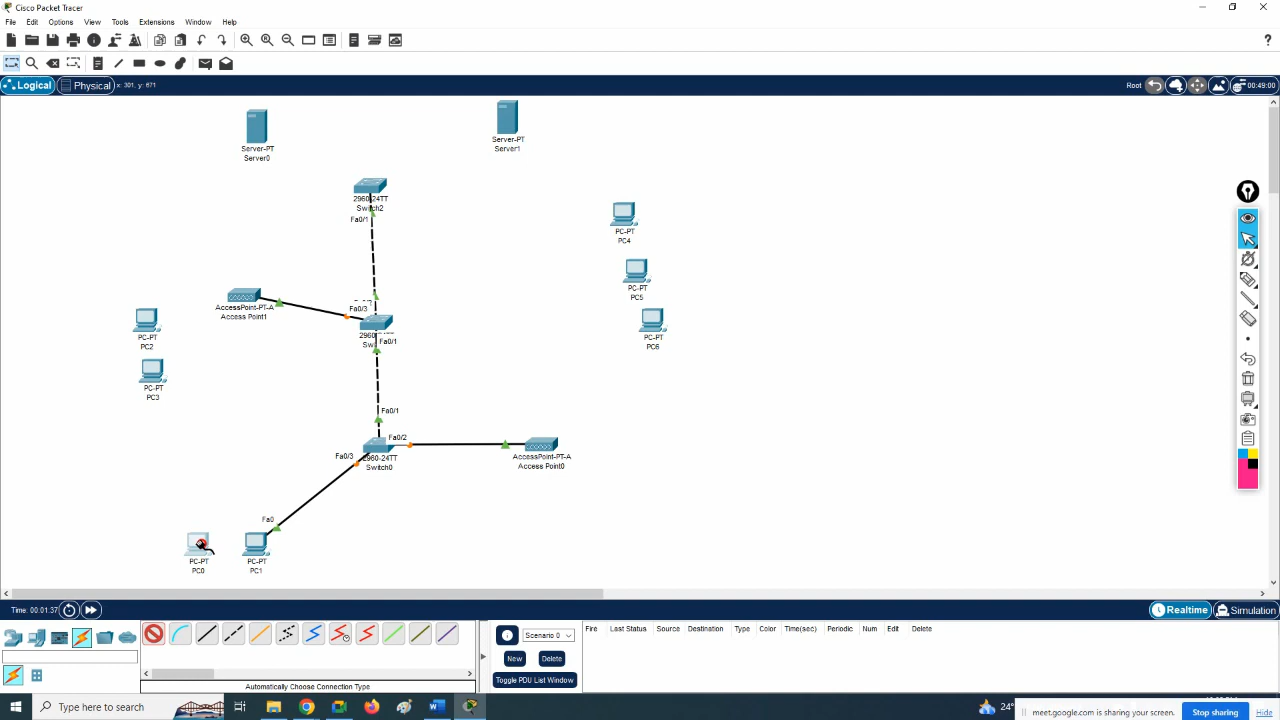 Cisco Packet Tracer
File Edit Options View Tools Extensions Window Help
Logical Physical x: 301, y: 671 Root 00:49:00
Server-PT
Server0
Server-PT
Server1
2960-24TT
Switch2
Fa0/1
PC-PT
PC4
PC-PT
PC5
AccessPoint-PT-A
Access Point1
Fa0/3
2960
Fa0/1
PC-PT
PC2
PC-PT
PC6
PC-PT
PC3
Fa0/1
Fa0/2
Fa0/3
2960-24TT
Switch0
AccessPoint-PT-A
Access Point0
Fa0
PC-PT
PC0
PC-PT
PC1
Time: 00:01:37 Realtime Simulation
Scenario 0
New Delete
Toggle PDU List Window
Fire Last Status Source Destination Type Color Time(sec) Periodic Num Edit Delete
Automatically Choose Connection Type
Type here to search
24°
meet.google.com is sharing your screen. Stop sharing Hide